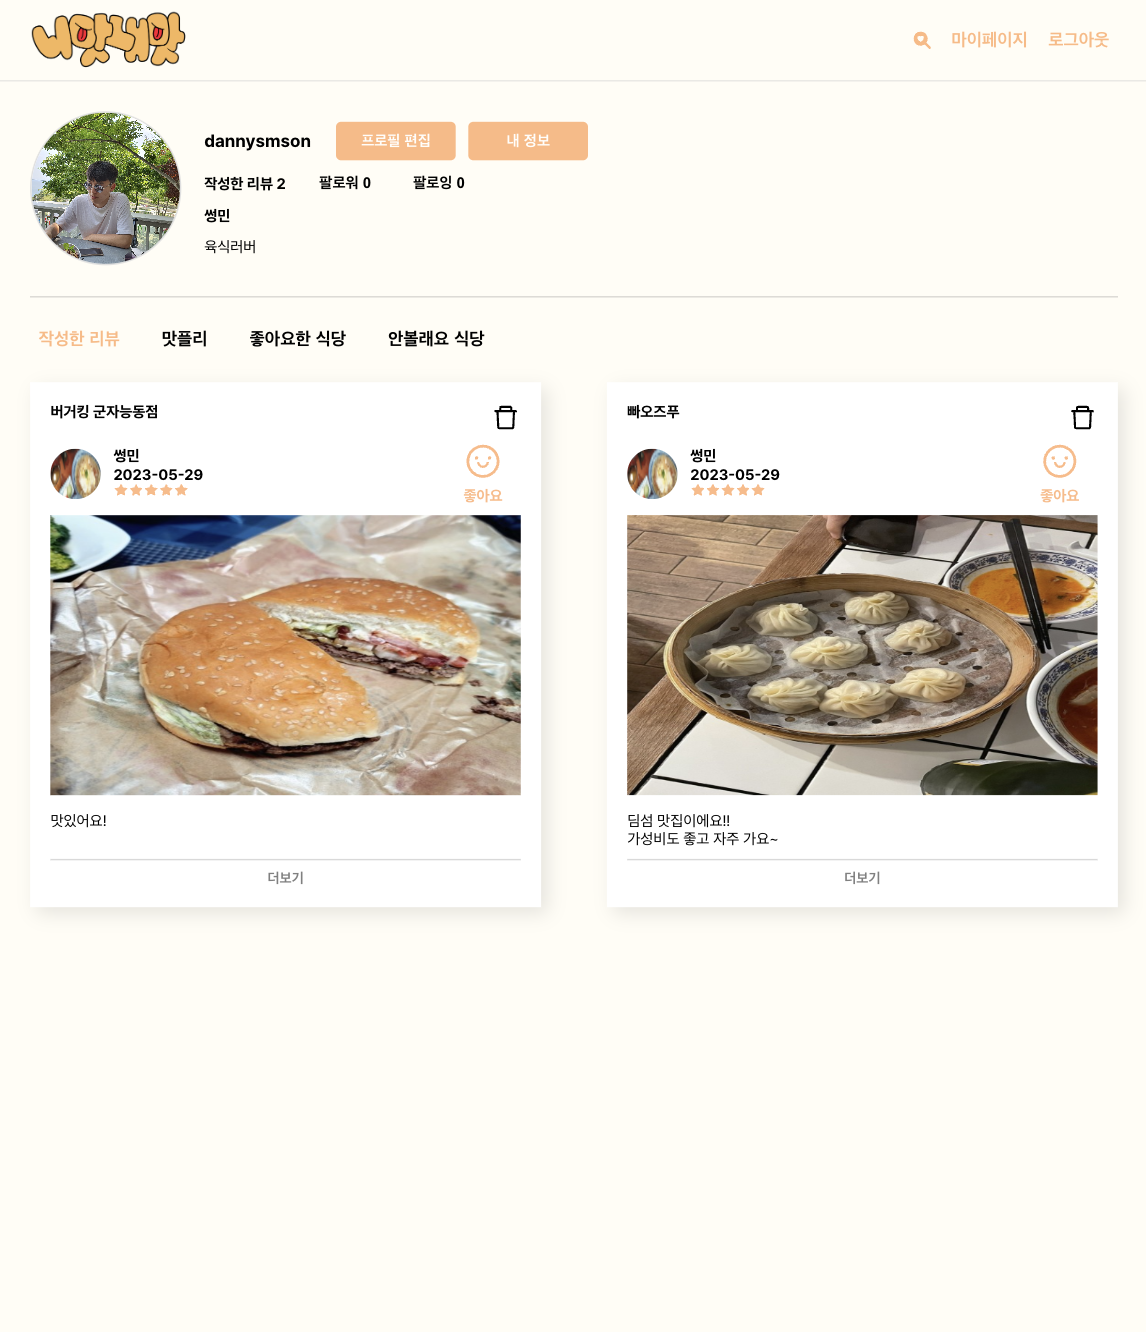 니맛내맛
마이페이지 로그아웃
dannysmson 프로필 편집 내 정보
작성한 리뷰 2 팔로워 0 팔로잉 0
썽민
육식러버
작성한 리뷰 맛플리 좋아요한 식당 안볼래요 식당
버거킹 군자능동점
썽민
2023-05-29
좋아요
맛있어요!
더보기
빠오즈푸
썽민
2023-05-29
좋아요
딤섬 맛집이에요!!
가성비도 좋고 자주 가요~
더보기